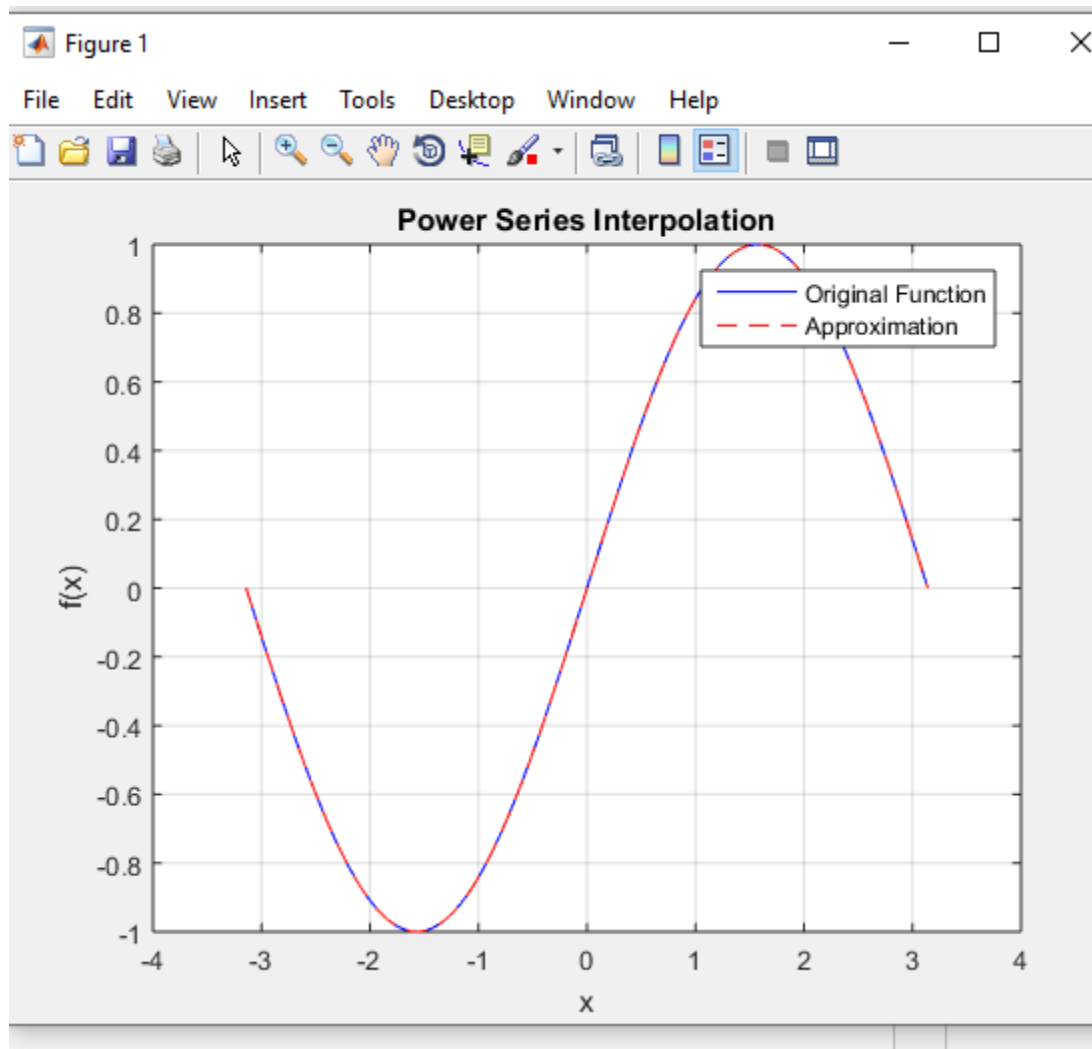 Figure 1
File Edit View Insert Tools Desktop Window Help
Power Series Interpolation
1
0.8
0.6
0.4
0.2
0
-0.2
-0.4
-0.6
-0.8
-1
f(x)
Original Function
Approximation
-4 -3 -2 -1 0 1 2 3 4
x